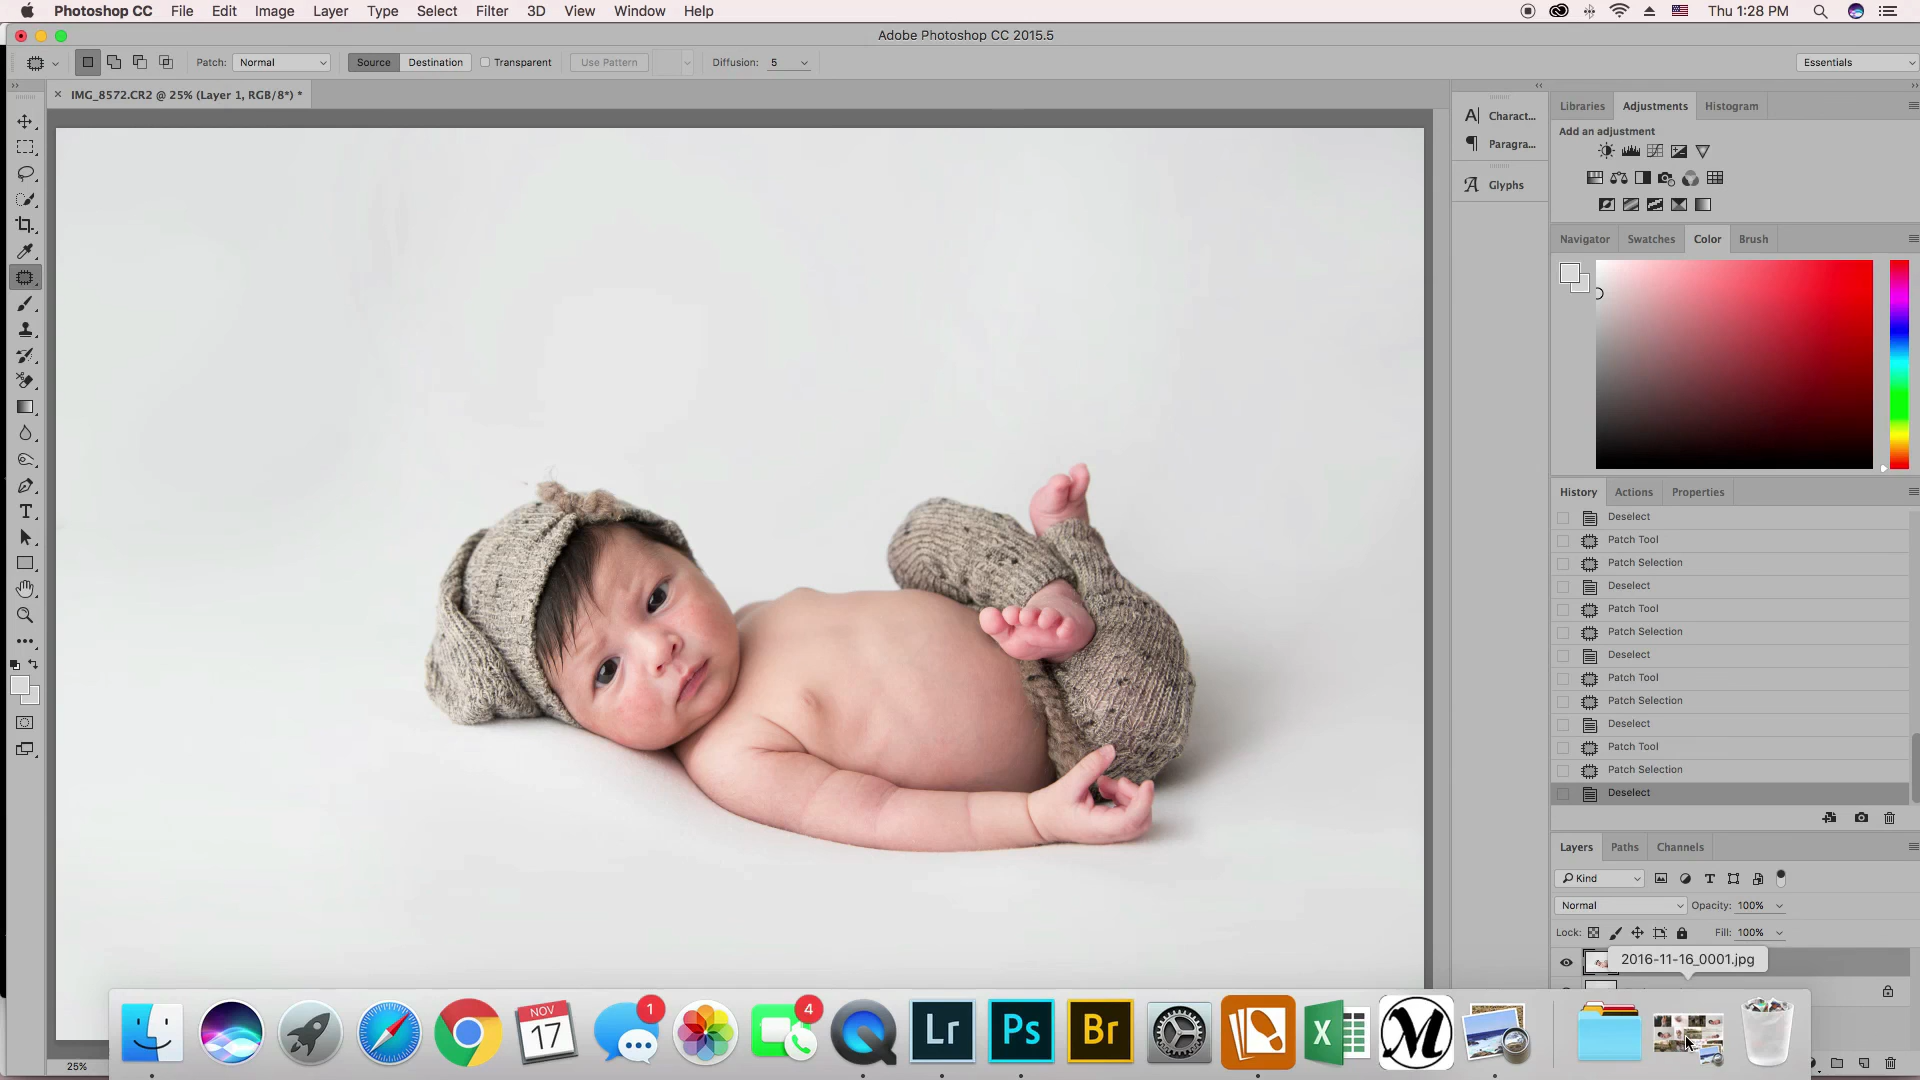 Photoshop CC File Edit Image Layer Type Select Filter 3D View Window Help Thu 1:28 PM
Adobe Photoshop CC 2015.5
Patch: Normal Source Destination Transparent Use Pattern Diffusion: 5 Essentials
× IMG_8572.CR2 @ 25% (Layer 1, RGB/8*) *
Charact...
Paragra...
Glyphs
Libraries Adjustments Histogram
Add an adjustment
Navigator Swatches Color Brush
History Actions Properties
Deselect
Patch Tool
Patch Selection
Deselect
Patch Tool
Patch Selection
Deselect
Patch Tool
Patch Selection
Deselect
Patch Tool
Patch Selection
Deselect
Layers Paths Channels
Kind
Normal Opacity: 100%
Lock: Fill: 100%
2016-11-16_0001.jpg
NOV
17
1
4
Lr
Ps
Br
X
M
25%